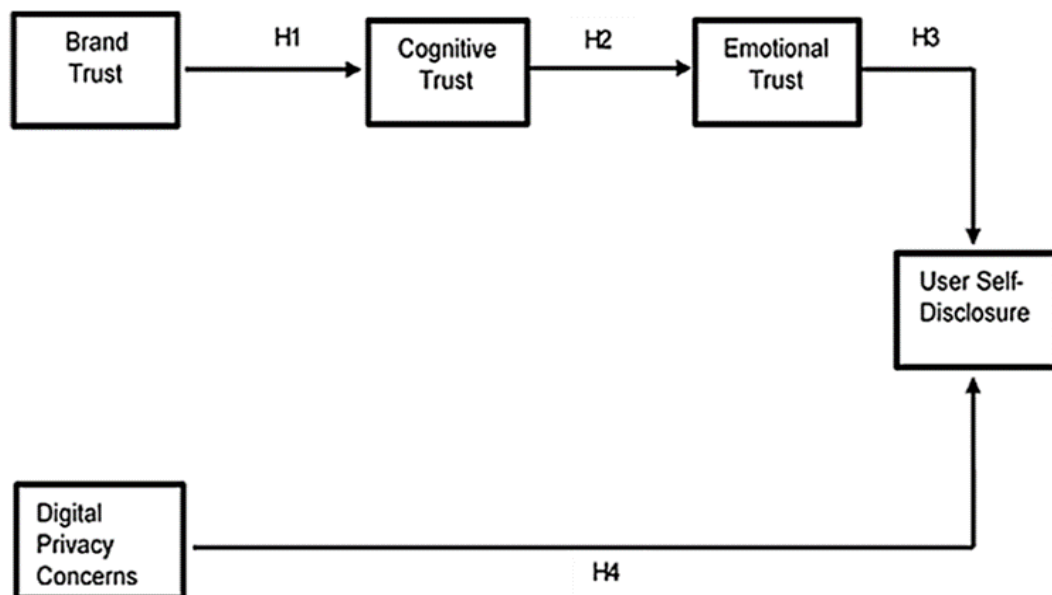 Brand
Trust
H1
Cognitive
Trust
H2
Emotional
Trust
H3
User Self-
Disclosure
Digital
Privacy
Concerns
H4